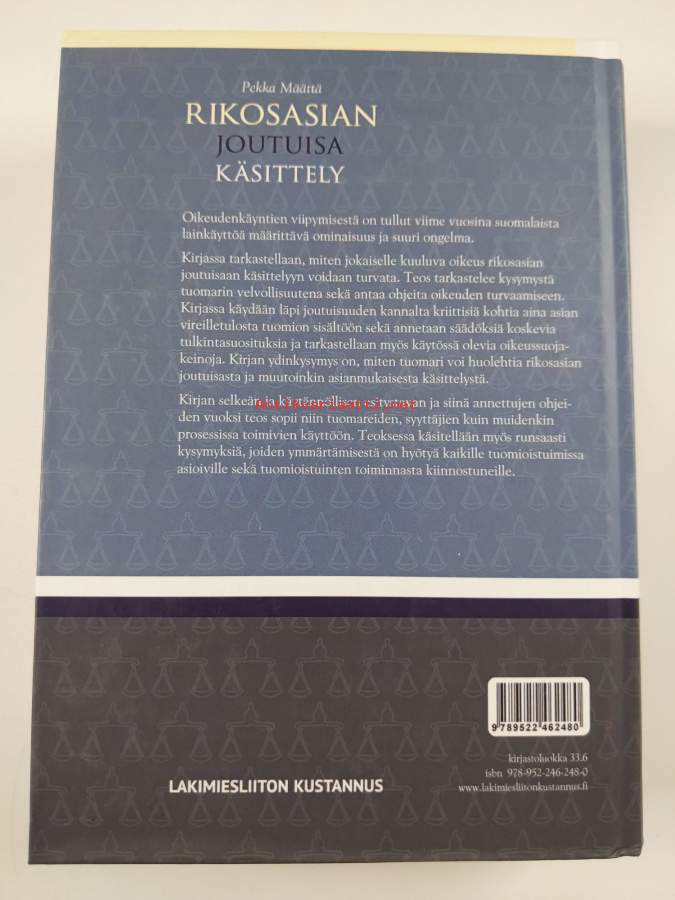 Pekka Määttä
RIKOSASIAN
JOUTUISA
KÄSITTELY
Oikeudenkäyntien viipymisestä on tullut viime vuosina suomalaista
lainkäyttöä määrittävä ominaisuus ja suuri ongelma.
Kirjassa tarkastellaan, miten jokaiselle kuuluva oikeus rikosasian
joutuisaan käsittelyyn voidaan turvata. Teos tarkastelee kysymystä
tuomarin velvollisuutena sekä antaa ohjeita oikeuden turvaamiseen.
Kirjassa käydään läpi joutuisuuden kannalta kriittisiä kohtia aina asian
vireilletulosta tuomion sisältöön sekä annetaan säädöksiä koskevia
tulkintasuosituksia ja tarkastellaan myös käytössä olevia oikeussuoja-
keinoja. Kirjan ydinkysymys on, miten tuomari voi huolehtia rikosasian
joutuisasta ja muutoinkin asianmukaisesta käsittelystä.
Kirjan selkeän ja käytännöllisen esitystavan ja siinä annettujen ohjei-
den vuoksi teos sopii niin tuomareiden, syyttäjien kuin muidenkin
prosessissa toimivien käyttöön. Teoksessa käsitellään myös runsaasti
kysymyksiä, joiden ymmärtämisestä on hyötyä kaikille tuomioistuimissa
asioiville sekä tuomioistuinten toiminnasta kiinnostuneille.
9 789522 462480
kirjastoluokka 33.6
isbn 978-952-246-248-0
www.lakimiesliitonkustannus.fi
LAKIMIESLIITON KUSTANNUS